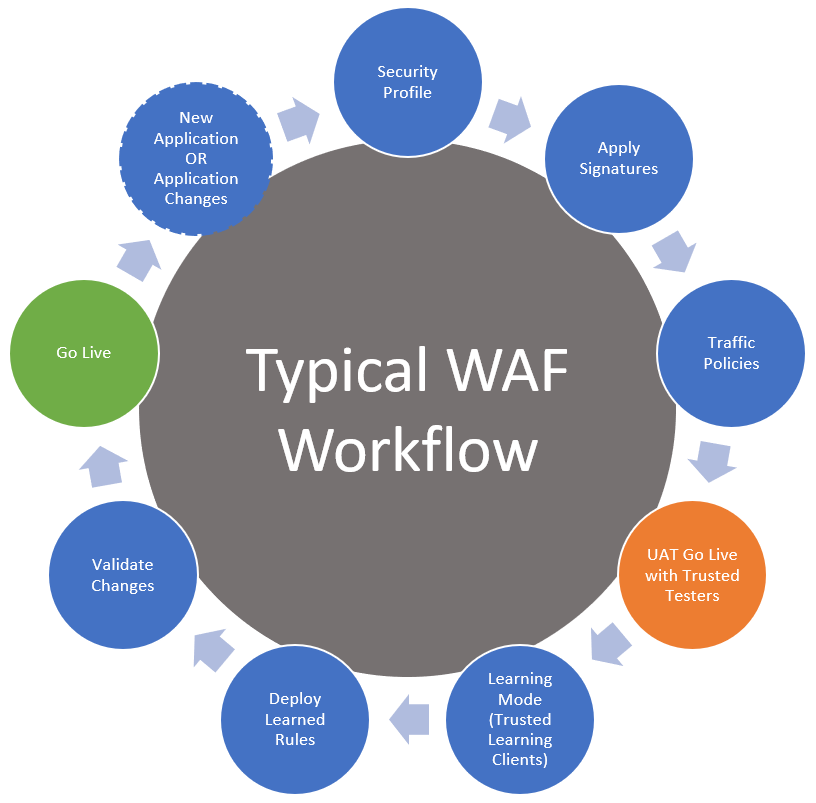 Typical WAF
Workflow
Security
Profile
Apply
Signatures
Traffic
Policies
UAT Go Live
with Trusted
Testers
Learning
Mode
(Trusted
Learning
Clients)
Deploy
Learned
Rules
Validate
Changes
Go Live
New
Application
OR
Application
Changes